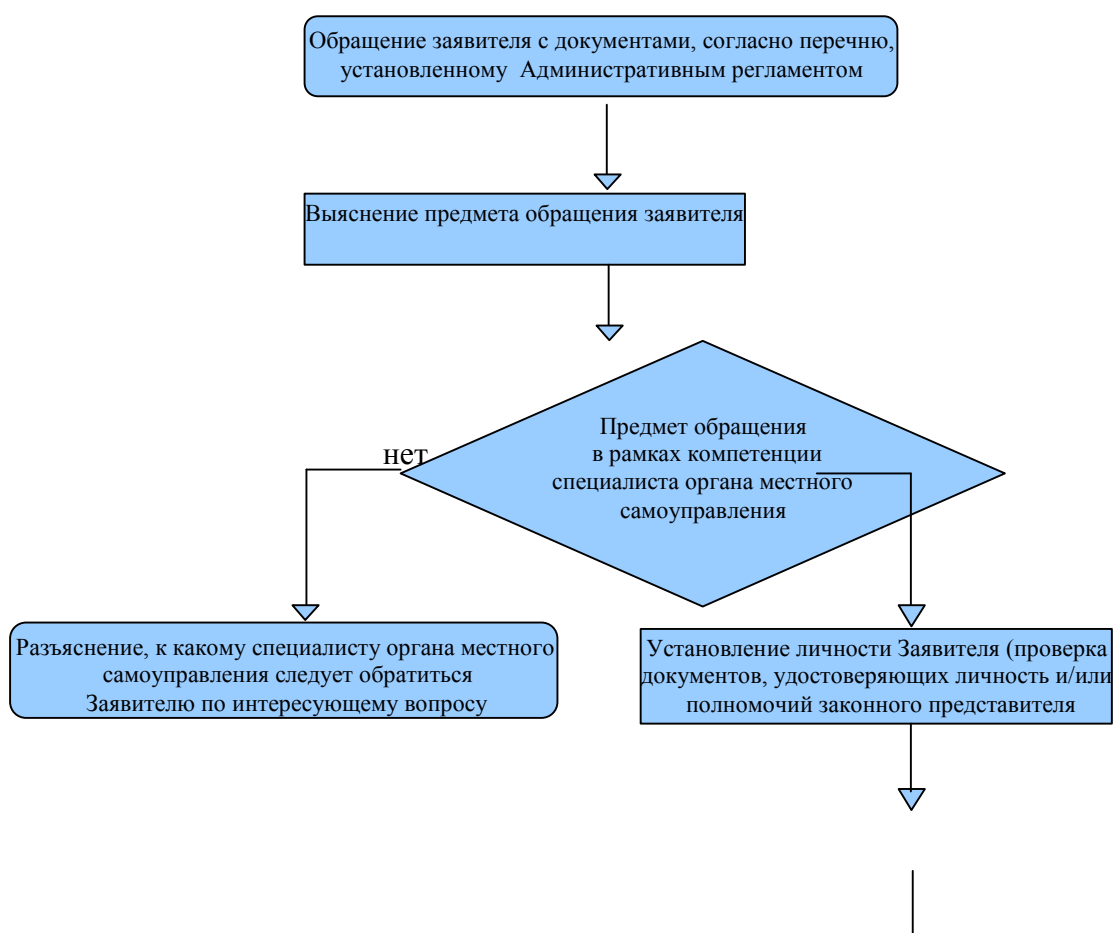 Обращение заявителя с документами, согласно перечню,
установленному Административным регламентом
Выяснение предмета обращения заявителя
Предмет обращения
в рамках компетенции
специалиста органа местного
самоуправления
нет
Разъяснение, к какому специалисту органа местного
самоуправления следует обратиться
Заявителю по интересующему вопросу
Установление личности Заявителя (проверка
документов, удостоверяющих личность и/или
полномочий законного представителя